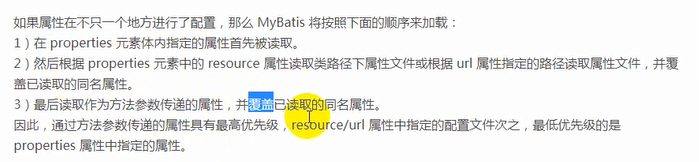 如果属性在不只一个地方进行了配置，那么 MyBatis 将按照下面的顺序来加载：
1）在 properties 元素体内指定的属性首先被读取。
2）然后根据 properties 元素中的 resource 属性读取类路径下属性文件或根据 url 属性指定的路径读取属性文件，并覆
盖已读取的同名属性。
3）最后读取作为方法参数传递的属性，并覆盖已读取的同名属性。
因此，通过方法参数传递的属性具有最高优先级，resource/url 属性中指定的配置文件次之，最低优先级的是
properties 属性中指定的属性。